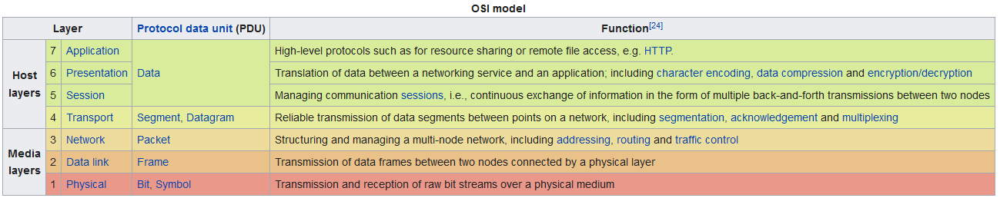 OSI model
Layer Protocol data unit (PDU) Function[24]
Host layers
7 Application Data High-level protocols such as for resource sharing or remote file access, e.g. HTTP.
6 Presentation Translation of data between a networking service and an application; including character encoding, data compression and encryption/decryption
5 Session Managing communication sessions, i.e., continuous exchange of information in the form of multiple back-and-forth transmissions between two nodes
4 Transport Segment, Datagram Reliable transmission of data segments between points on a network, including segmentation, acknowledgement and multiplexing
Media layers
3 Network Packet Structuring and managing a multi-node network, including addressing, routing and traffic control
2 Data link Frame Transmission of data frames between two nodes connected by a physical layer
1 Physical Bit, Symbol Transmission and reception of raw bit streams over a physical medium